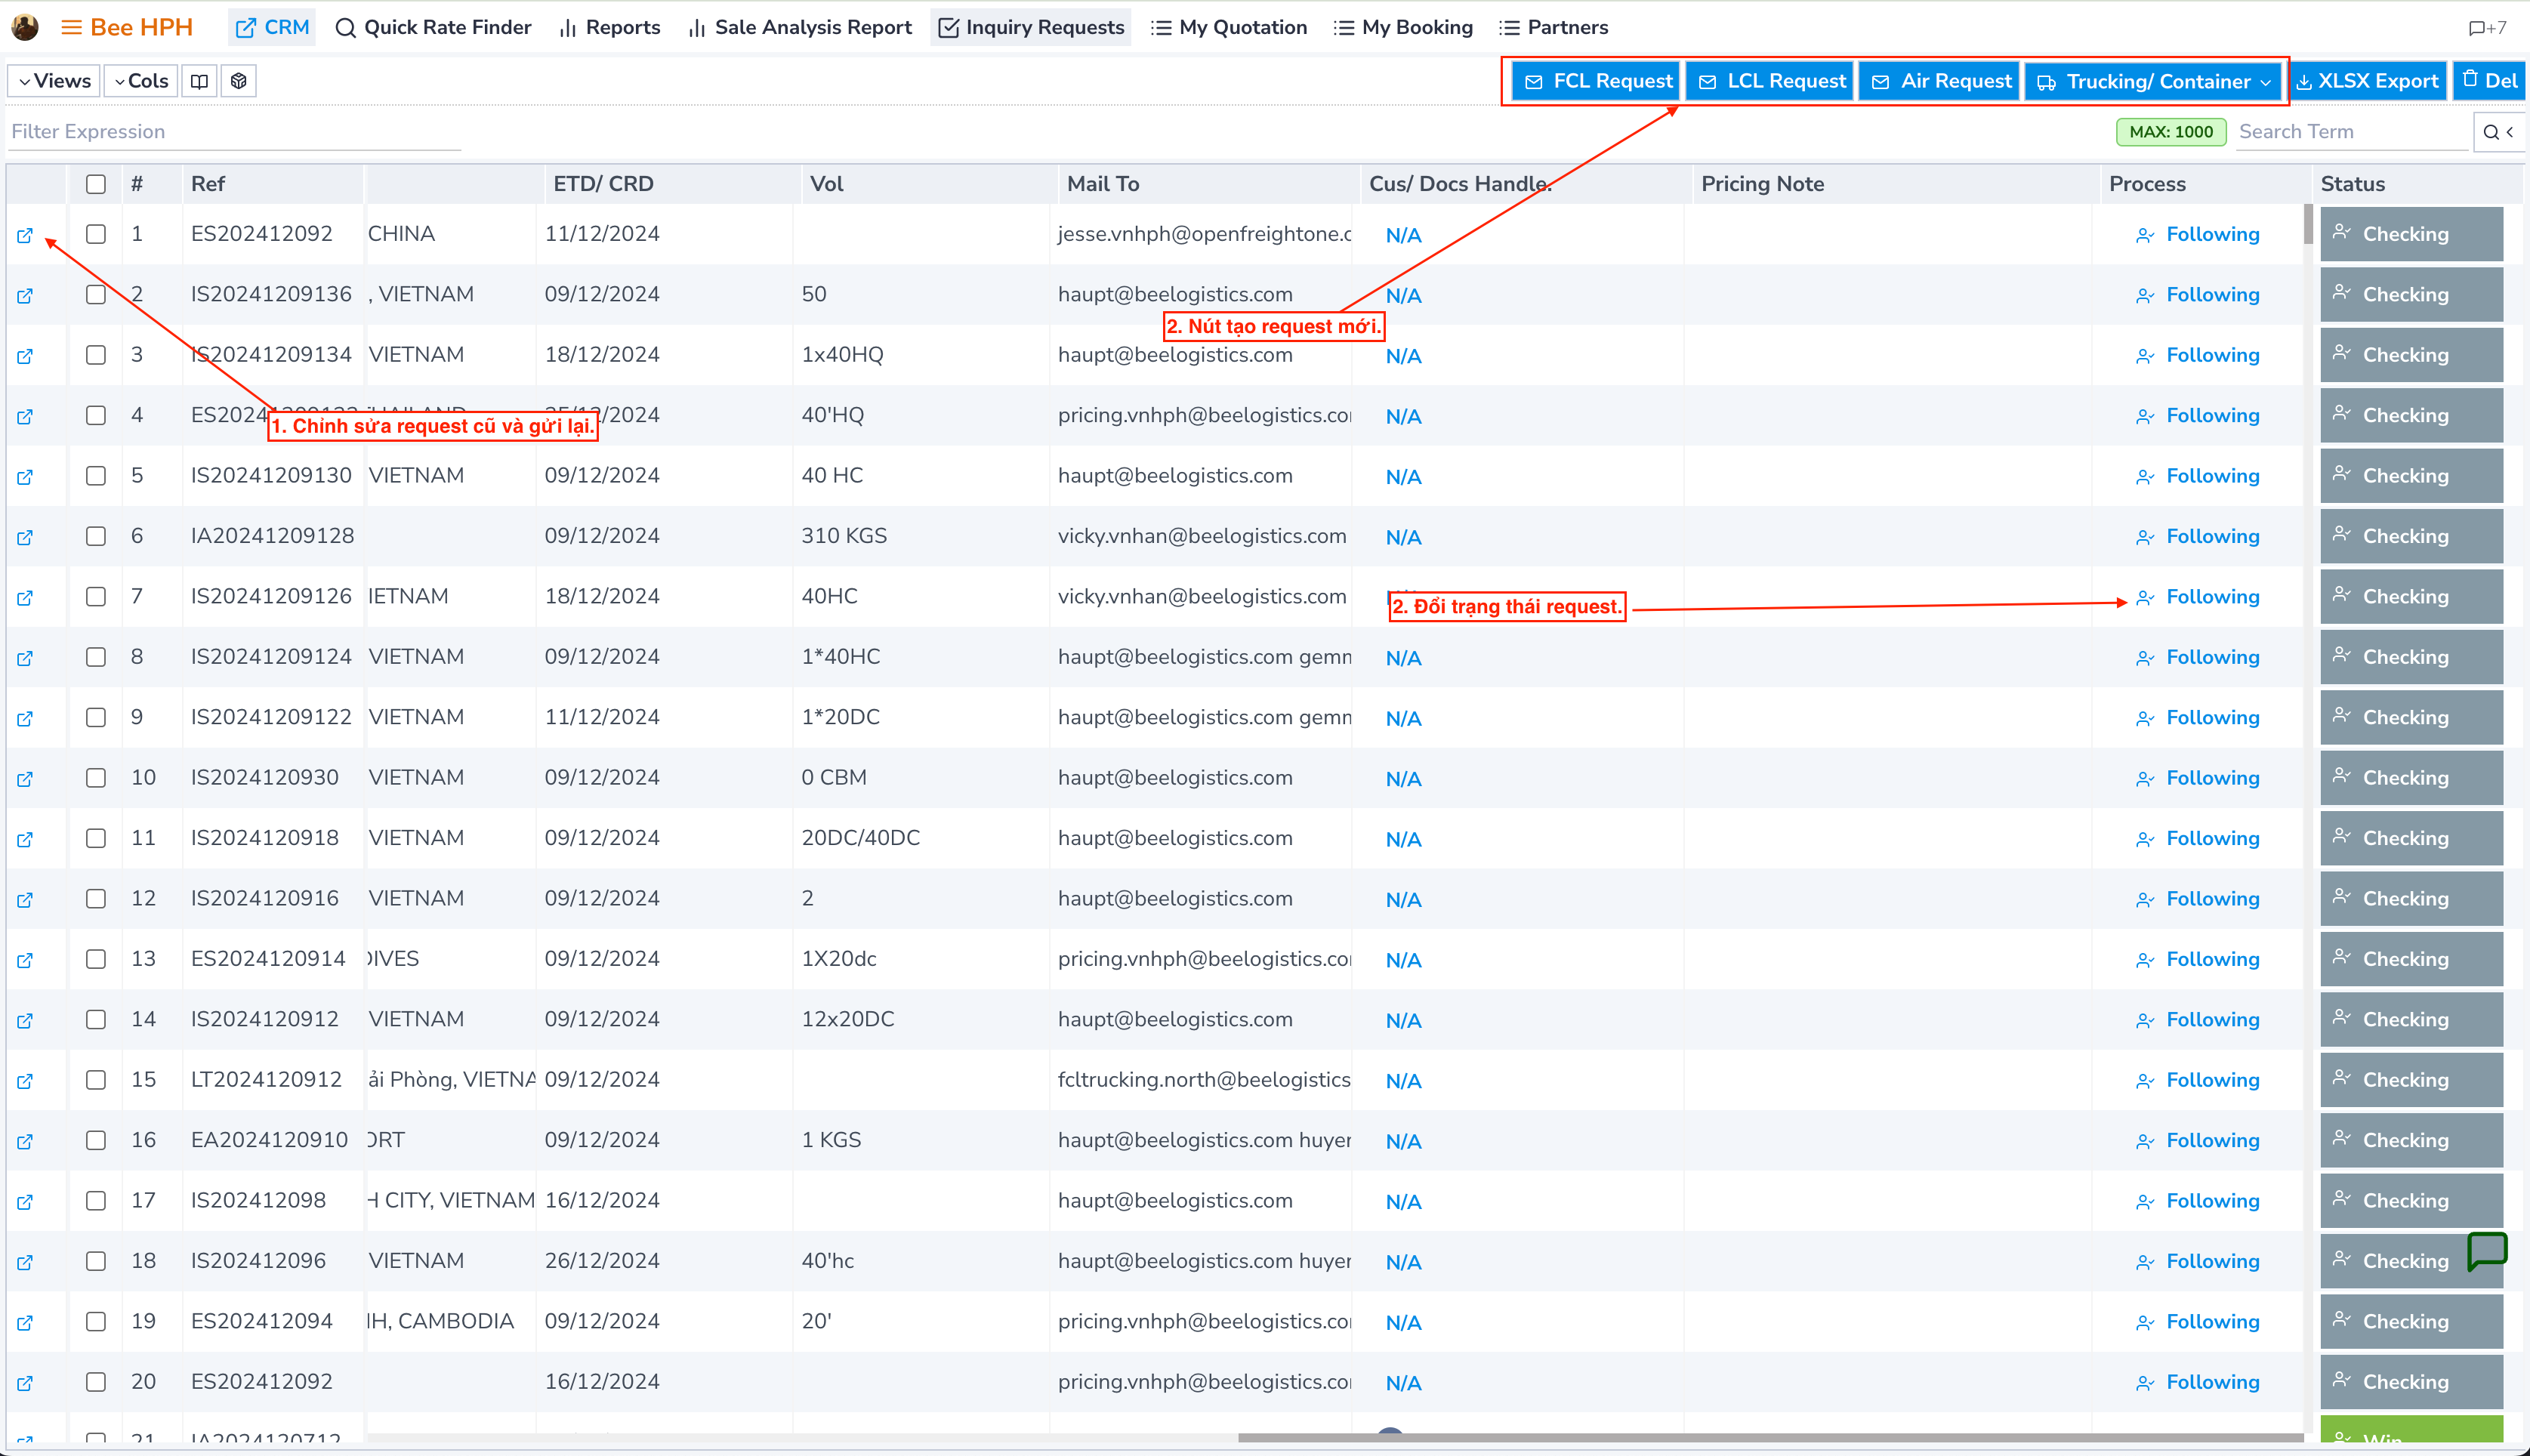 Bee HPH CRM Quick Rate Finder Reports Sale Analysis Report Inquiry Requests My Quotation My Booking Partners +7
Views Cols FCL Request LCL Request Air Request Trucking/ Container XLSX Export Del
Filter Expression MAX: 1000 Search Term
# Ref ETD/ CRD Vol Mail To Cus/ Docs Handle. Pricing Note Process Status
1 ES202412092 CHINA 11/12/2024 jesse.vnhph@openfreightone.c N/A Following Checking
2 IS20241209136 , VIETNAM 09/12/2024 50 haupt@beelogistics.com N/A Following Checking
2. Nút tạo request mới.
3 IS20241209134 VIETNAM 18/12/2024 1x40HQ haupt@beelogistics.com N/A Following Checking
4 40'HQ pricing.vnhph@beelogistics.co N/A Following Checking
1. Chỉnh sửa request cũ và gửi lại.
5 IS20241209130 VIETNAM 09/12/2024 40 HC haupt@beelogistics.com N/A Following Checking
6 IA20241209128 09/12/2024 310 KGS vicky.vnhan@beelogistics.com N/A Following Checking
7 IS20241209126 IETNAM 18/12/2024 40HC vicky.vnhan@beelogistics.com Following Checking
2. Đổi trạng thái request.
8 IS20241209124 VIETNAM 09/12/2024 1*40HC haupt@beelogistics.com gemm N/A Following Checking
9 IS20241209122 VIETNAM 11/12/2024 1*20DC haupt@beelogistics.com gemm N/A Following Checking
10 IS2024120930 VIETNAM 09/12/2024 0 CBM haupt@beelogistics.com N/A Following Checking
11 IS2024120918 VIETNAM 09/12/2024 20DC/40DC haupt@beelogistics.com N/A Following Checking
12 IS2024120916 VIETNAM 09/12/2024 2 haupt@beelogistics.com N/A Following Checking
13 ES2024120914 DIVES 09/12/2024 1X20dc pricing.vnhph@beelogistics.co N/A Following Checking
14 IS2024120912 VIETNAM 09/12/2024 12x20DC haupt@beelogistics.com N/A Following Checking
15 LT2024120912 ải Phòng, VIETNA 09/12/2024 fcltrucking.north@beelogistics N/A Following Checking
16 EA2024120910 ORT 09/12/2024 1 KGS haupt@beelogistics.com huyer N/A Following Checking
17 IS202412098 H CITY, VIETNAM 16/12/2024 haupt@beelogistics.com N/A Following Checking
18 IS202412096 VIETNAM 26/12/2024 40'hc haupt@beelogistics.com huyer N/A Following Checking
19 ES202412094 IH, CAMBODIA 09/12/2024 20' pricing.vnhph@beelogistics.co N/A Following Checking
20 ES202412092 16/12/2024 pricing.vnhph@beelogistics.co N/A Following Checking
21 IA2024120712 Win